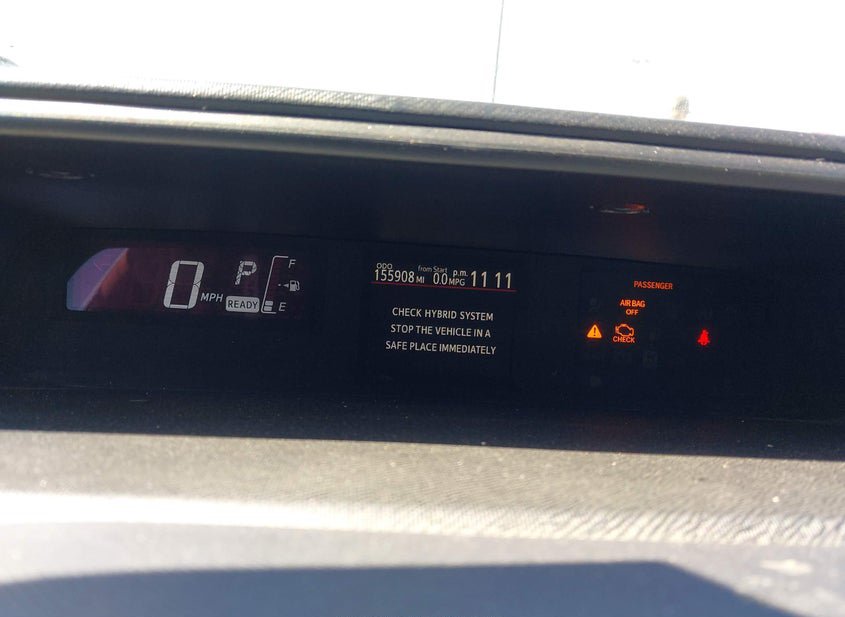 0 MPH
P
READY
F
E
ODO
155908 MI
from Start
0.0 MPG
p.m.
11 11
CHECK HYBRID SYSTEM
STOP THE VEHICLE IN A
SAFE PLACE IMMEDIATELY
PASSENGER
AIR BAG
OFF
CHECK